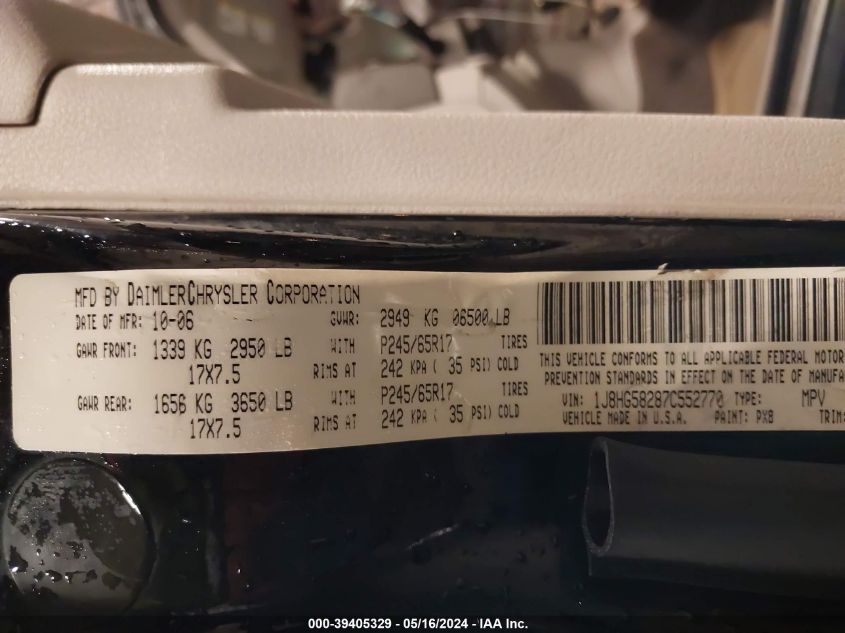 MFD BY DAIMLERCHRYSLER CORPORATION
DATE OF MFR: 10-06 GVWR: 2949 KG 06500 LB
GAWR FRONT: 1339 KG 2950 LB WITH P245/65R17 TIRES
17X7.5 RIMS AT 242 KPA ( 35 PSI) COLD
GAWR REAR: 1656 KG 3650 LB WITH P245/65R17 TIRES
17X7.5 RIMS AT 242 KPA ( 35 PSI) COLD
THIS VEHICLE CONFORMS TO ALL APPLICABLE FEDERAL MOTOR
PREVENTION STANDARDS IN EFFECT ON THE DATE OF MANUFA
VIN: 1J8HG58287C552770 TYPE: MPV
VEHICLE MADE IN U.S.A. PAINT: PXB TRIM:
000-39405329 - 05/16/2024 - IAA Inc.